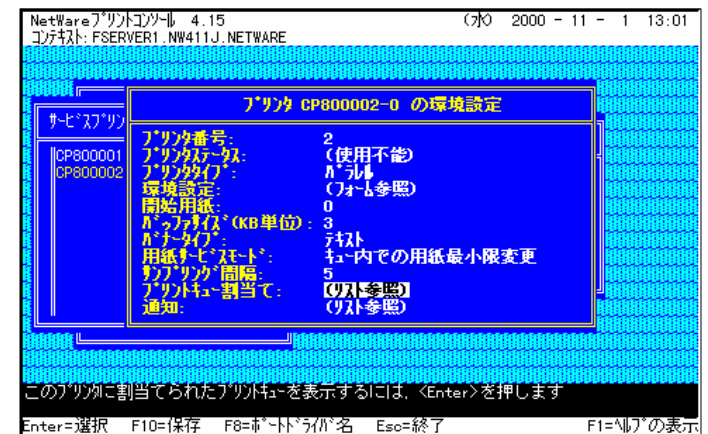 NetWareﾌﾟﾘﾝﾄｺﾝｿｰﾙ 4.15 (水) 2000 - 11 - 1 13:01
ｺﾝﾃｷｽﾄ: FSERVER1.NW411J.NETWARE
ﾌﾟﾘﾝﾀ CP800002-0 の環境設定
ｻｰﾋﾞｽﾌﾟﾘﾝ
CP800001
CP800002
ﾌﾟﾘﾝﾀ番号: 2
ﾌﾟﾘﾝﾀｽﾃｰﾀｽ: (使用不能)
ﾌﾟﾘﾝﾀﾀｲﾌﾟ: ﾊﾟﾗﾚﾙ
環境設定: (ﾌｫｰﾑ参照)
開始用紙: 0
ﾊﾞｯﾌｧｻｲｽﾞ(KB単位): 3
ﾊﾞﾅｰﾀｲﾌﾟ: ﾃｷｽﾄ
用紙ｻｰﾋﾞｽﾓｰﾄﾞ: ｷｭｰ内での用紙最小限変更
ｻﾝﾌﾟﾘﾝｸﾞ間隔: 5
ﾌﾟﾘﾝﾄｷｭｰ割当て: (ﾘｽﾄ参照)
通知: (ﾘｽﾄ参照)
このﾌﾟﾘﾝﾀに割当てられたﾌﾟﾘﾝﾄｷｭｰを表示するには, <Enter>を押します
Enter=選択 F10=保存 F8=ﾎﾟｰﾄﾄﾞﾗｲﾊﾞ名 Esc=終了 F1=ﾍﾙﾌﾟの表示